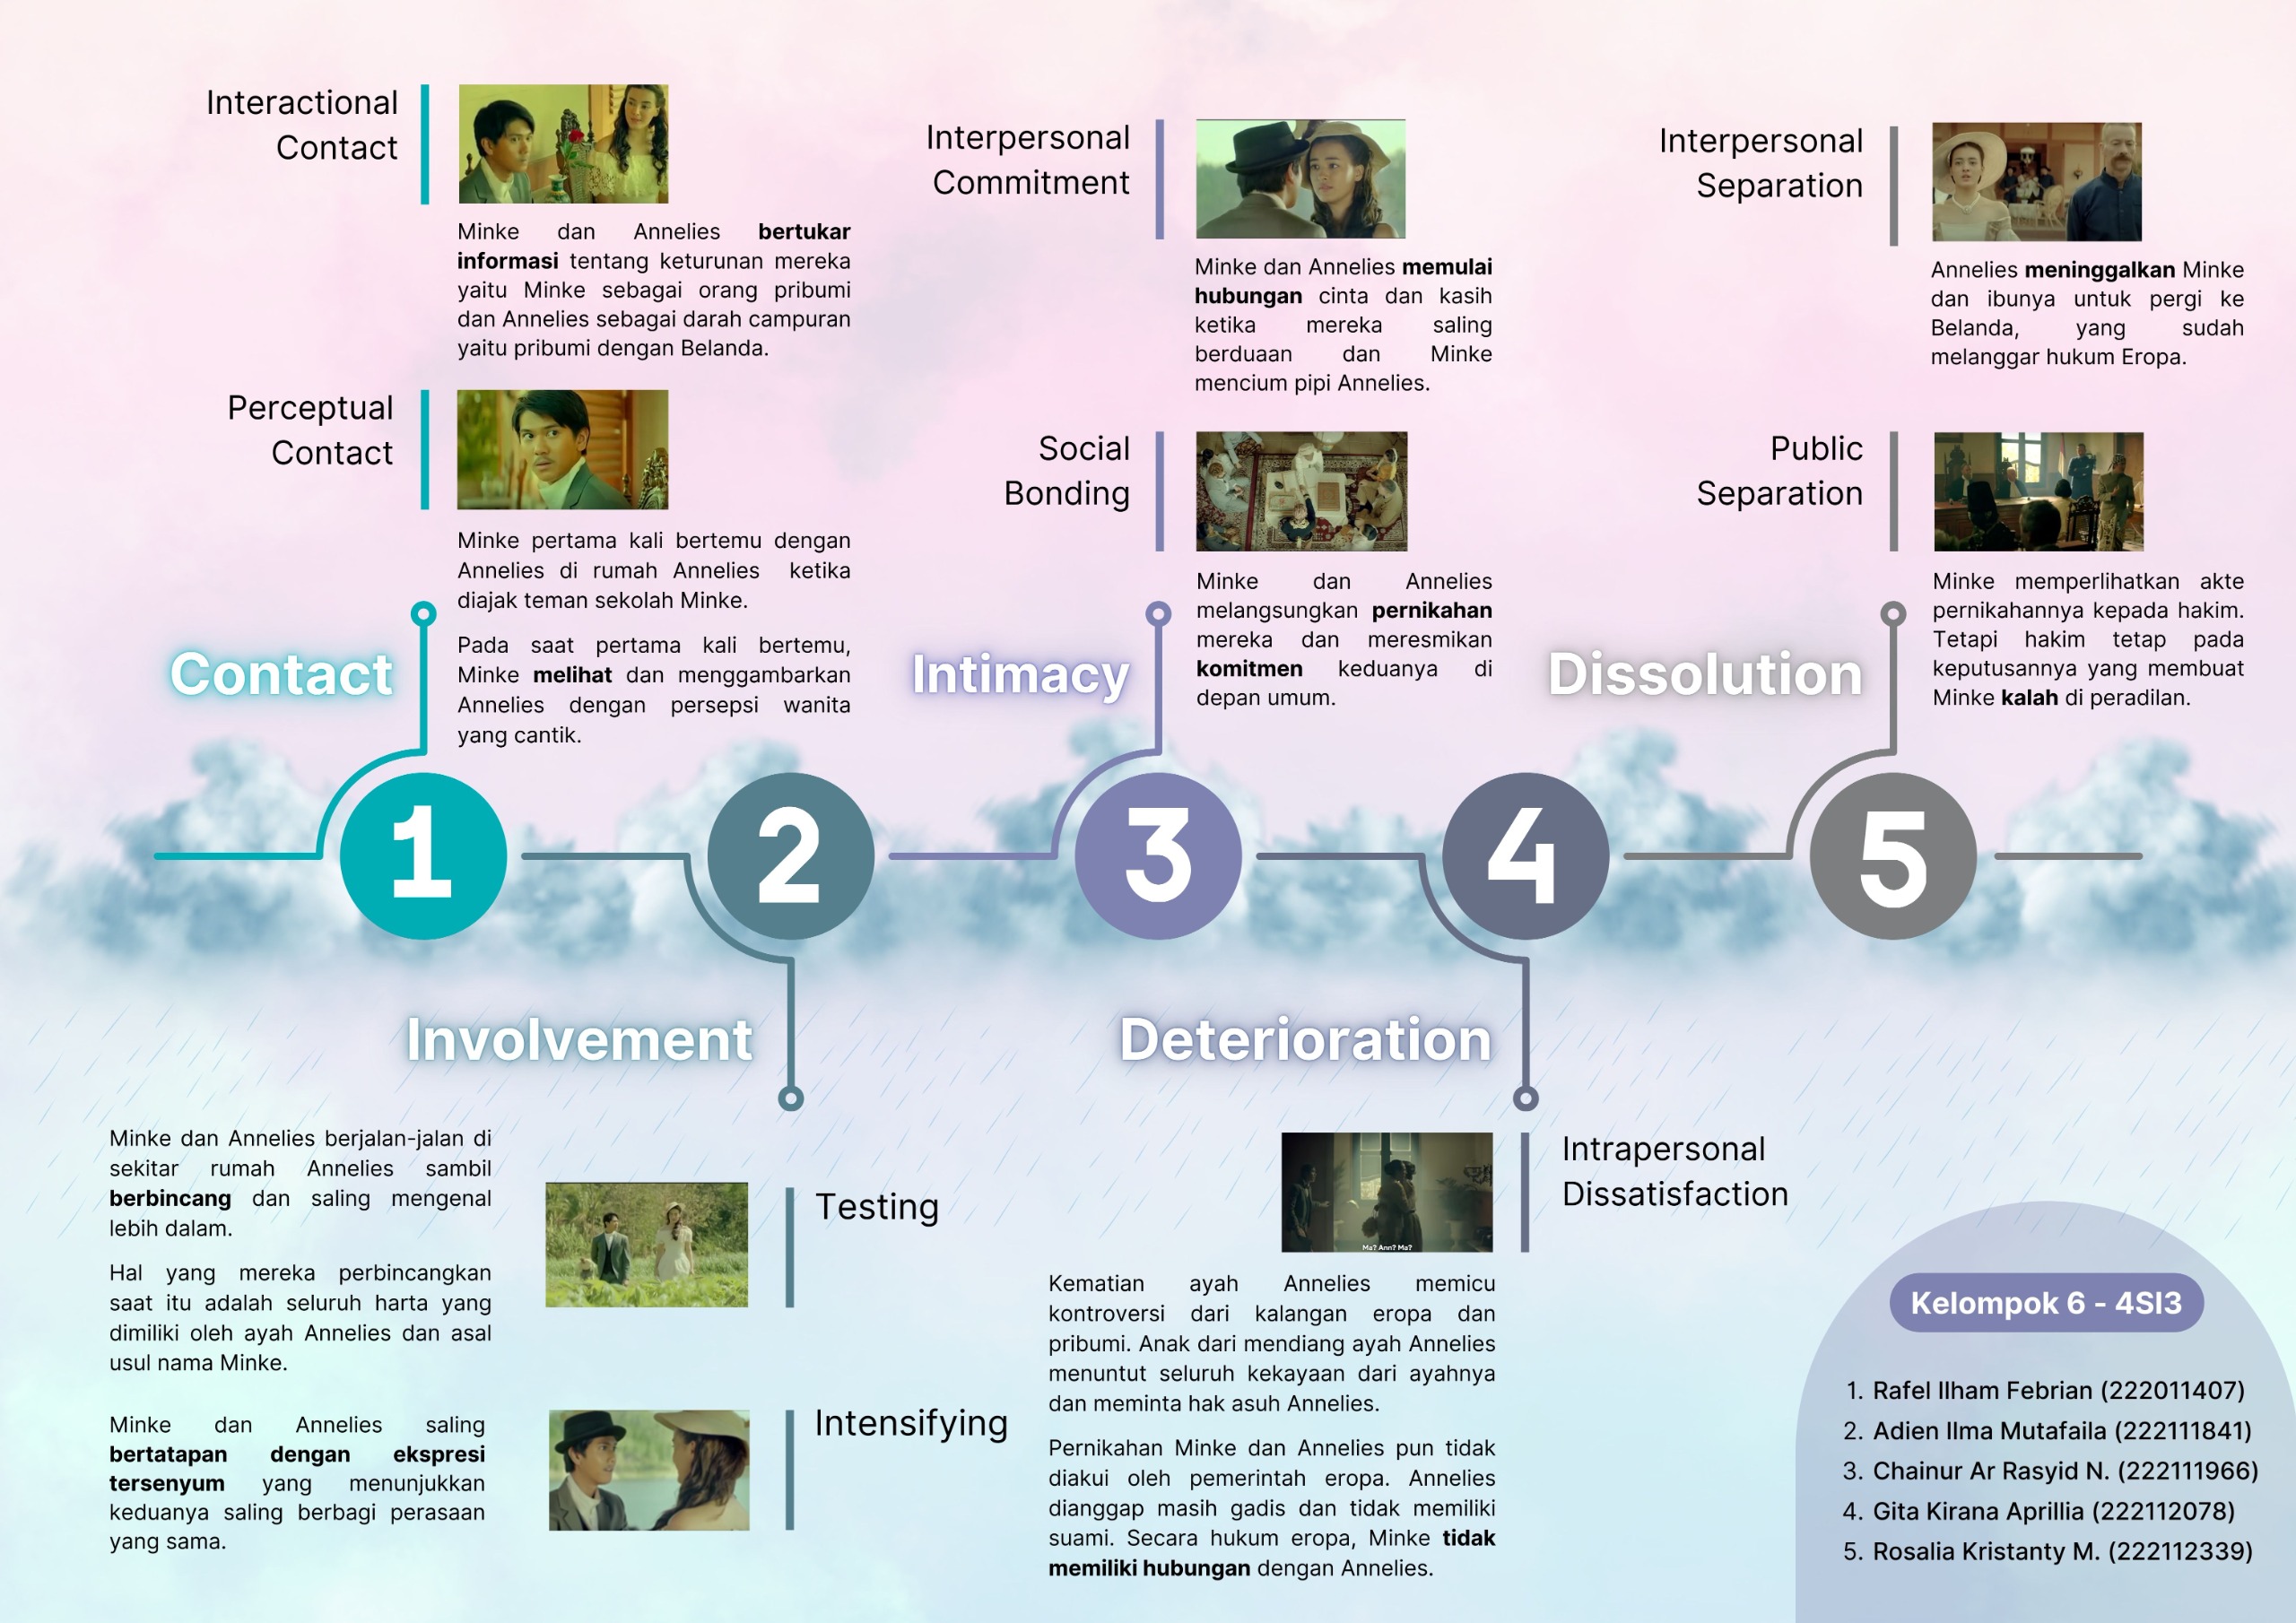 Interactional
Contact
Minke dan Annelies bertukar
informasi tentang keturunan mereka
yaitu Minke sebagai orang pribumi
dan Annelies sebagai darah campuran
yaitu pribumi dengan Belanda.
Perceptual
Contact
Minke pertama kali bertemu dengan
Annelies di rumah Annelies ketika
diajak teman sekolah Minke.
Pada saat pertama kali bertemu,
Minke melihat dan menggambarkan
Annelies dengan persepsi wanita
yang cantik.
Contact
Interpersonal
Commitment
Minke dan Annelies memulai
hubungan cinta dan kasih
ketika mereka saling
berduaan dan Minke
mencium pipi Annelies.
Social
Bonding
Minke dan Annelies
melangsungkan pernikahan
mereka dan meresmikan
komitmen keduanya di
depan umum.
Intimacy
Interpersonal
Separation
Annelies meninggalkan Minke
dan ibunya untuk pergi ke
Belanda, yang sudah
melanggar hukum Eropa.
Public
Separation
Minke memperlihatkan akte
pernikahannya kepada hakim.
Tetapi hakim tetap pada
keputusannya yang membuat
Minke kalah di peradilan.
Dissolution
1
2
3
4
5
Involvement
Minke dan Annelies berjalan-jalan di
sekitar rumah Annelies sambil
berbincang dan saling mengenal
lebih dalam.
Hal yang mereka perbincangkan
saat itu adalah seluruh harta yang
dimiliki oleh ayah Annelies dan asal
usul nama Minke.
Testing
Minke dan Annelies saling
bertatapan dengan ekspresi
tersenyum yang menunjukkan
keduanya saling berbagi perasaan
yang sama.
Intensifying
Deterioration
Ma? Ann? Ma?
Intrapersonal
Dissatisfaction
Kematian ayah Annelies memicu
kontroversi dari kalangan eropa dan
pribumi. Anak dari mendiang ayah Annelies
menuntut seluruh kekayaan dari ayahnya
dan meminta hak asuh Annelies.
Pernikahan Minke dan Annelies pun tidak
diakui oleh pemerintah eropa. Annelies
dianggap masih gadis dan tidak memiliki
suami. Secara hukum eropa, Minke tidak
memiliki hubungan dengan Annelies.
Kelompok 6 - 4SI3
1. Rafel Ilham Febrian (222011407)
2. Adien Ilma Mutafaila (222111841)
3. Chainur Ar Rasyid N. (222111966)
4. Gita Kirana Aprillia (222112078)
5. Rosalia Kristanty M. (222112339)